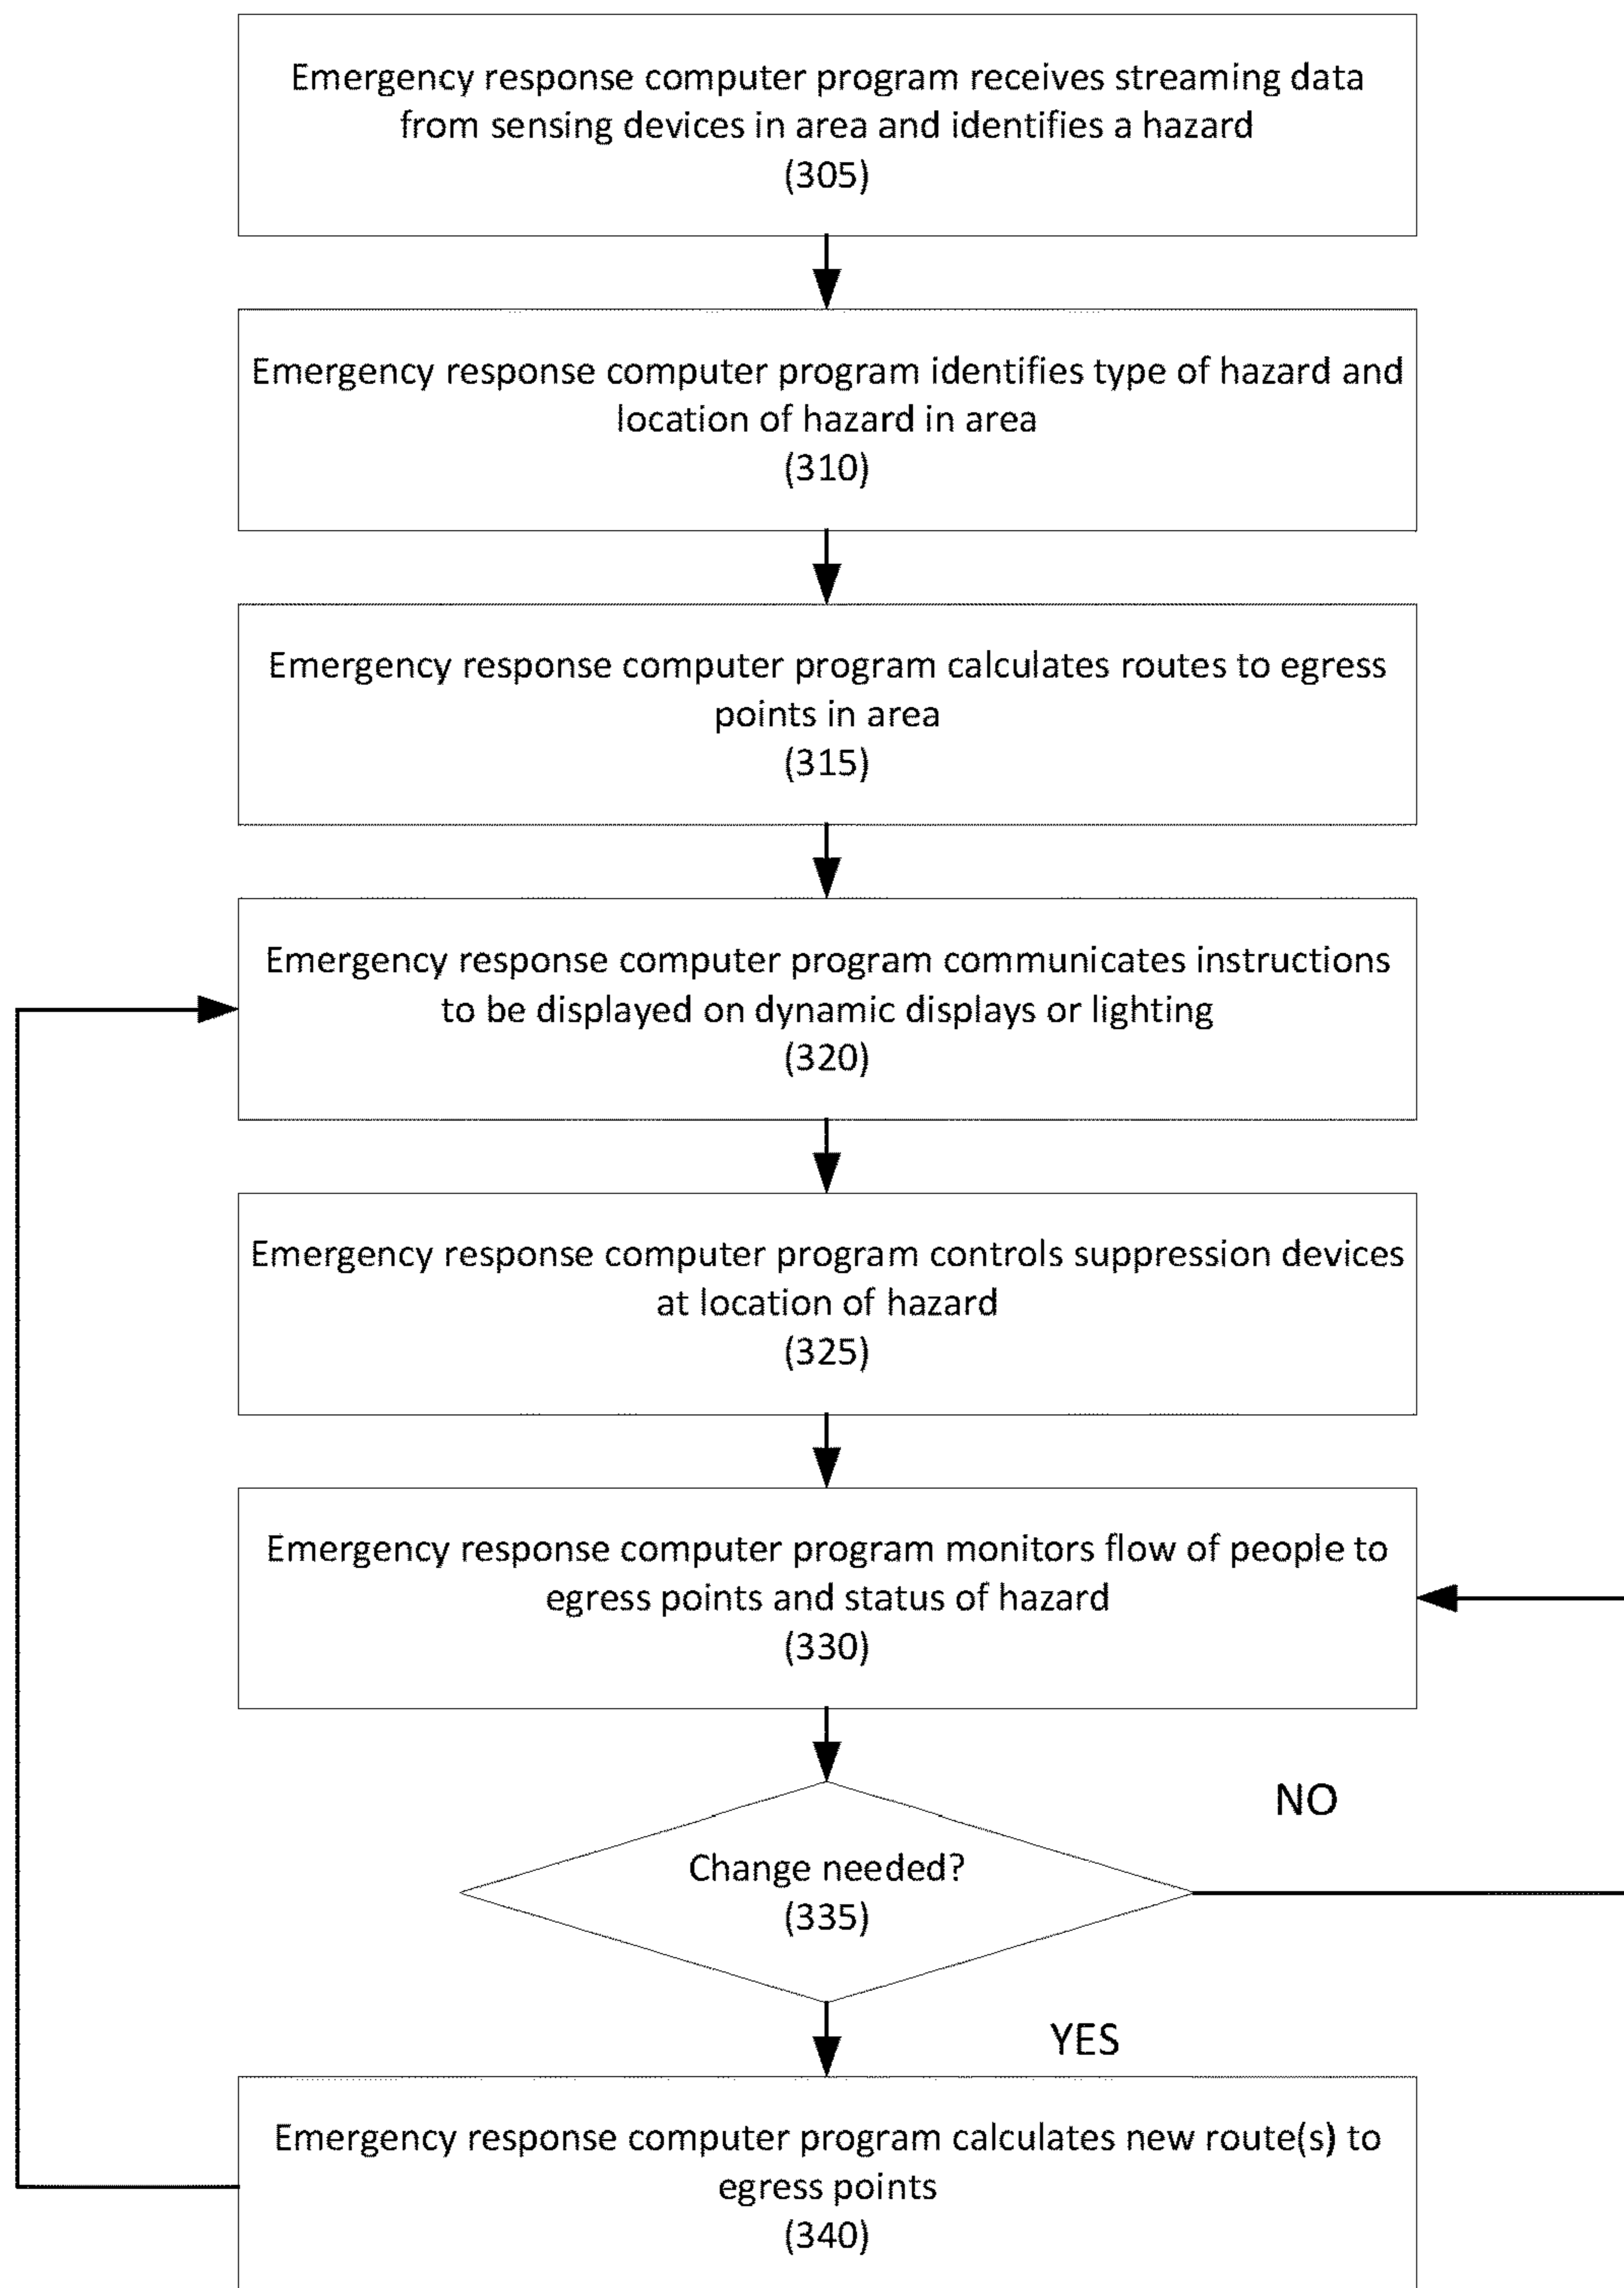 Emergency response computer program receives streaming data
from sensing devices in area and identifies a hazard
(305)
Emergency response computer program identifies type of hazard and
location of hazard in area
(310)
Emergency response computer program calculates routes to egress
points in area
(315)
Emergency response computer program communicates instructions
to be displayed on dynamic displays or lighting
(320)
Emergency response computer program controls suppression devices
at location of hazard
(325)
Emergency response computer program monitors flow of people to
egress points and status of hazard
(330)
NO
Change needed?
(335)
YES
Emergency response computer program calculates new route(s) to
egress points
(340)